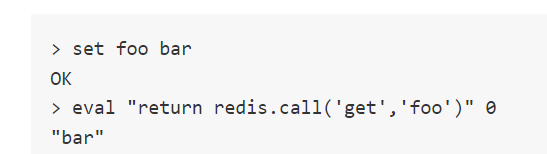 > set foo bar
OK
> eval "return redis.call('get','foo')" 0
"bar"